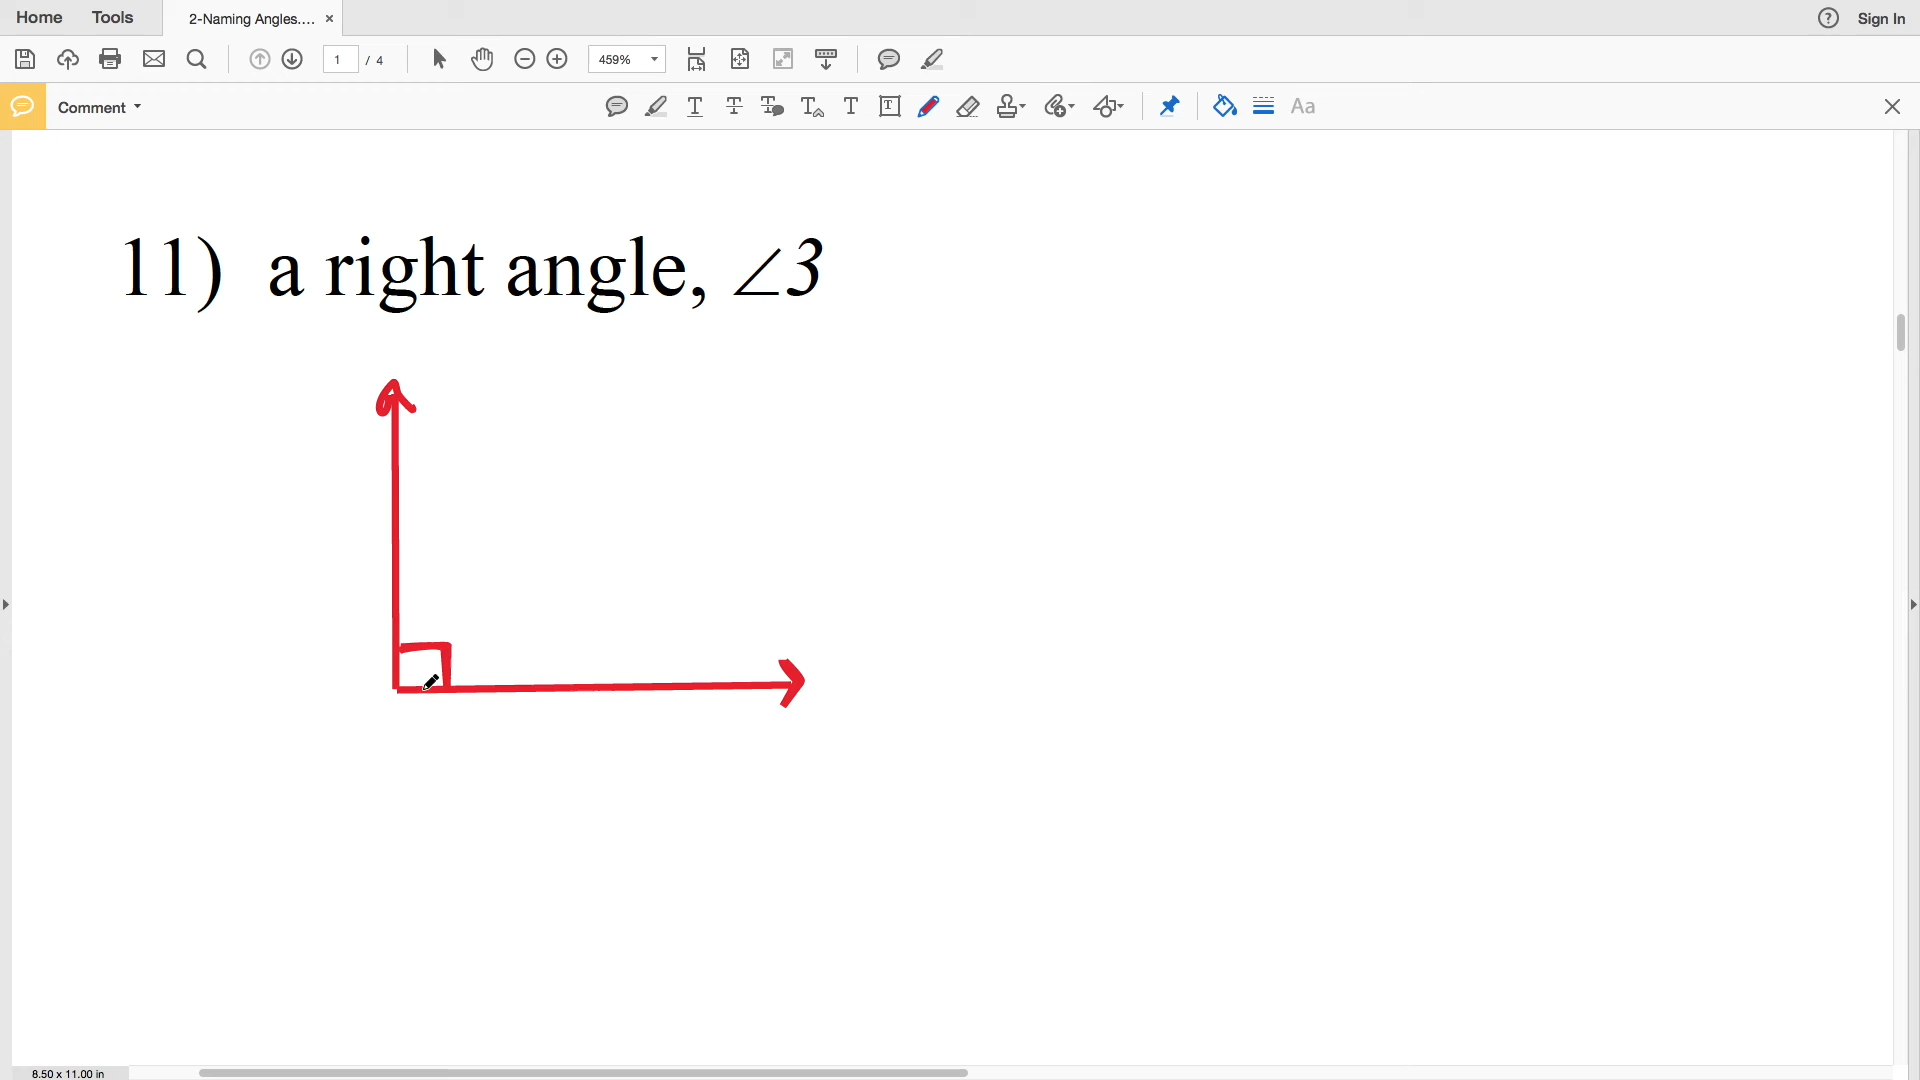 Home Tools 2-Naming Angles.... × ? Sign In
1 / 4 459%
Comment T T T T T T Aa
11) a right angle, ∠3
8.50 x 11.00 in